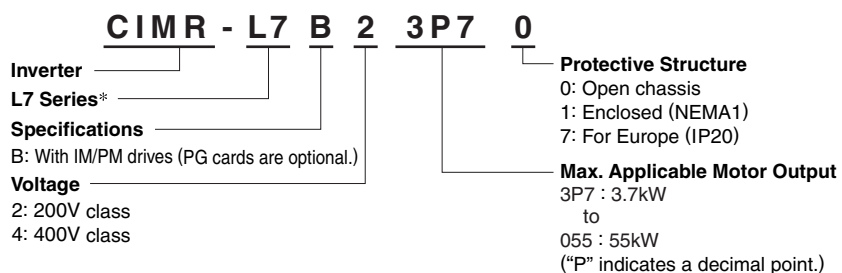 CIMR - L7 B 2 3P7 0
Inverter
L7 Series*
Specifications
B: With IM/PM drives (PG cards are optional.)
Voltage
2: 200V class
4: 400V class
Protective Structure
0: Open chassis
1: Enclosed (NEMA1)
7: For Europe (IP20)
Max. Applicable Motor Output
3P7 : 3.7kW
to
055 : 55kW
(“P” indicates a decimal point.)